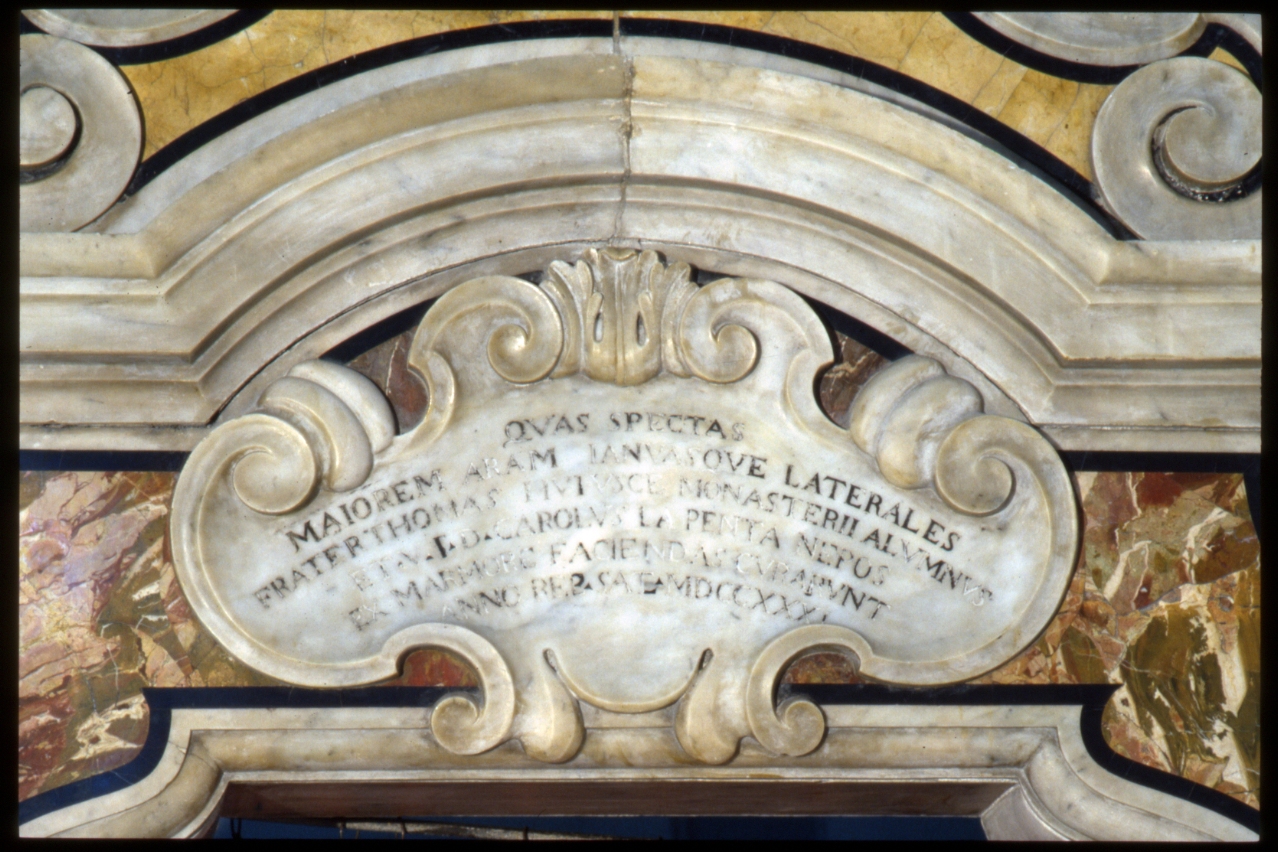 QVAS SPECTAS
MAIOREM ARAM IANVASQVE LATERALES
FRATER THOMAS HVIVSCE MONASTERII ALVMNVS
ET V. I. D. CAROLVS LA PENTA NEPOS
EX MARMORE FACIENDAS CVRARVNT
ANNO REP. SAL. MDCCXXXI